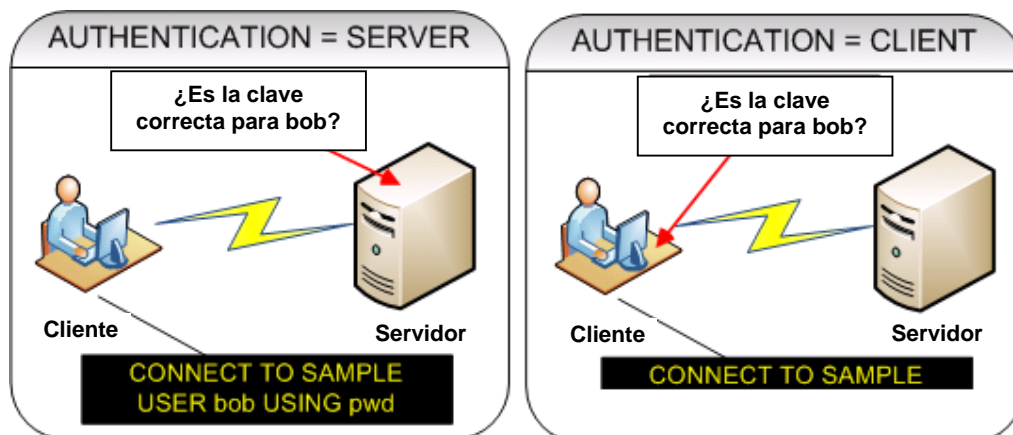 AUTHENTICATION = SERVER
¿Es la clave
correcta para bob?
Cliente
Servidor
CONNECT TO SAMPLE
USER bob USING pwd
AUTHENTICATION = CLIENT
¿Es la clave
correcta para bob?
Cliente
Servidor
CONNECT TO SAMPLE